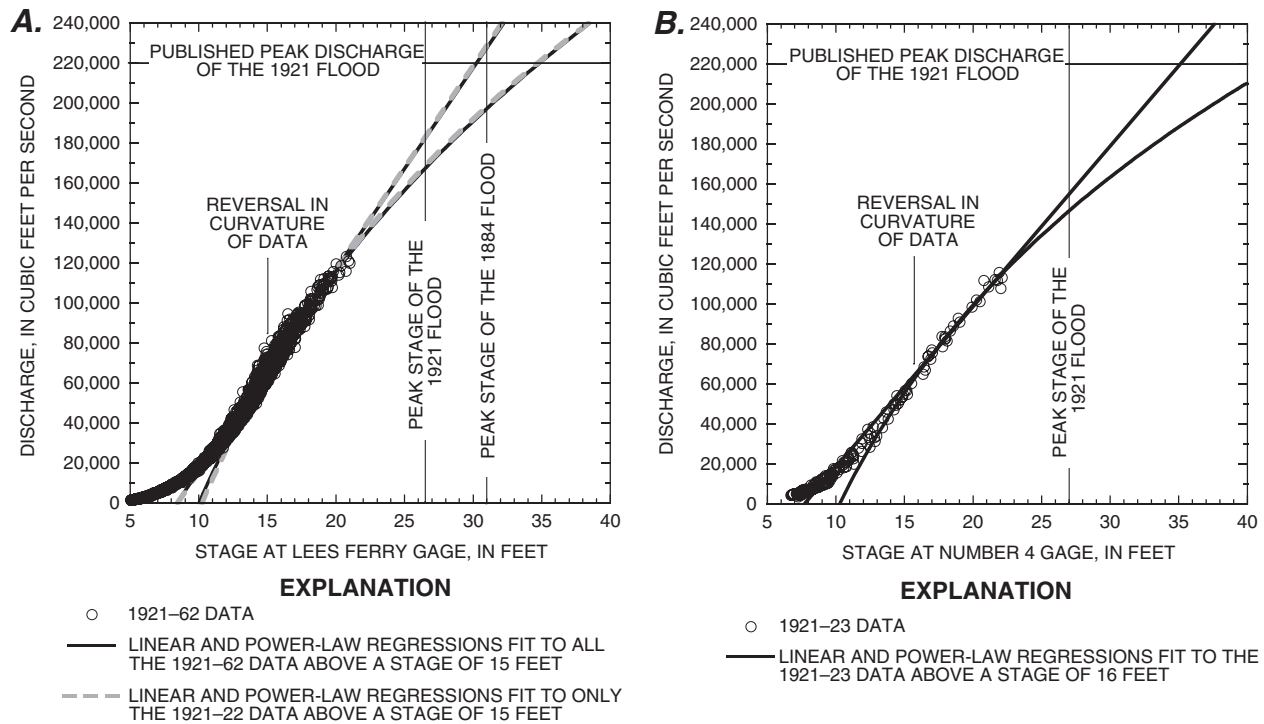 A.
DISCHARGE, IN CUBIC FEET PER SECOND
240,000
220,000
200,000
180,000
160,000
140,000
120,000
100,000
80,000
60,000
40,000
20,000
0
PUBLISHED PEAK DISCHARGE
OF THE 1921 FLOOD
REVERSAL IN
CURVATURE
OF DATA
PEAK STAGE OF THE
1921 FLOOD
PEAK STAGE OF THE 1884 FLOOD
5 10 15 20 25 30 35 40
STAGE AT LEES FERRY GAGE, IN FEET
EXPLANATION
1921–62 DATA
LINEAR AND POWER-LAW REGRESSIONS FIT TO ALL
THE 1921–62 DATA ABOVE A STAGE OF 15 FEET
LINEAR AND POWER-LAW REGRESSIONS FIT TO ONLY
THE 1921–22 DATA ABOVE A STAGE OF 15 FEET
B.
DISCHARGE, IN CUBIC FEET PER SECOND
240,000
220,000
200,000
180,000
160,000
140,000
120,000
100,000
80,000
60,000
40,000
20,000
0
PUBLISHED PEAK DISCHARGE
OF THE 1921 FLOOD
REVERSAL IN
CURVATURE
OF DATA
PEAK STAGE OF THE
1921 FLOOD
5 10 15 20 25 30 35 40
STAGE AT NUMBER 4 GAGE, IN FEET
EXPLANATION
1921–23 DATA
LINEAR AND POWER-LAW REGRESSIONS FIT TO THE
1921–23 DATA ABOVE A STAGE OF 16 FEET